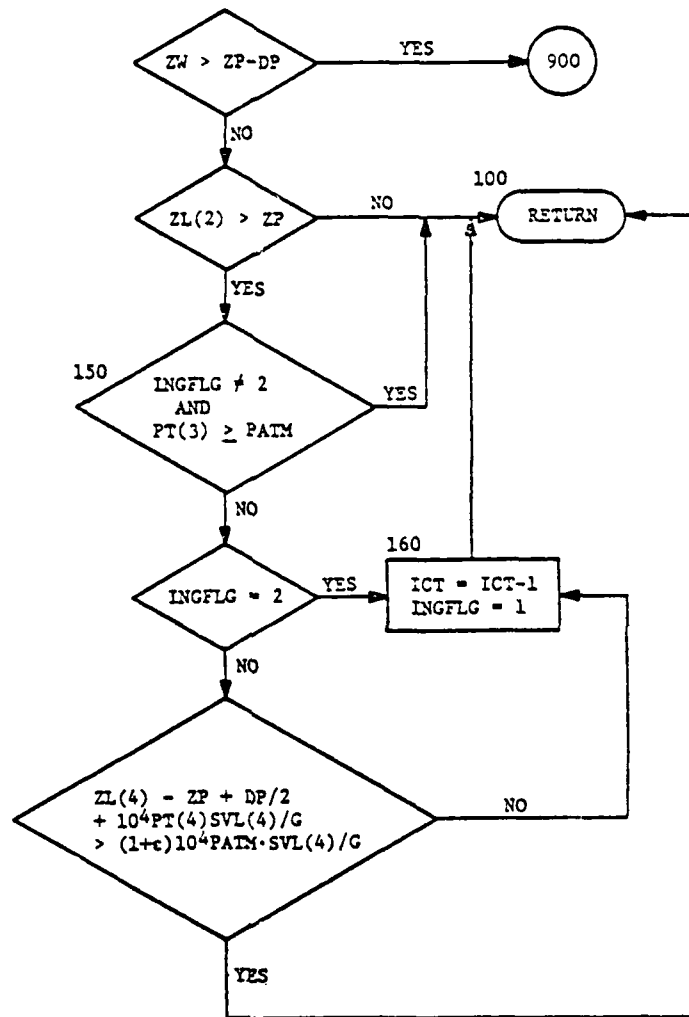 ZW > ZP-DP
YES
900
NO
100
ZL(2) > ZP
NO
RETURN
YES
150
INGFLG ≠ 2
AND
PT(3) ≥ PATM
YES
NO
160
INGFLG = 2
YES
ICT = ICT-1
INGFLG = 1
NO
ZL(4) - ZP + DP/2
+ 10⁴PT(4)SVL(4)/G
> (1+ε)10⁴PATM·SVL(4)/G
NO
YES